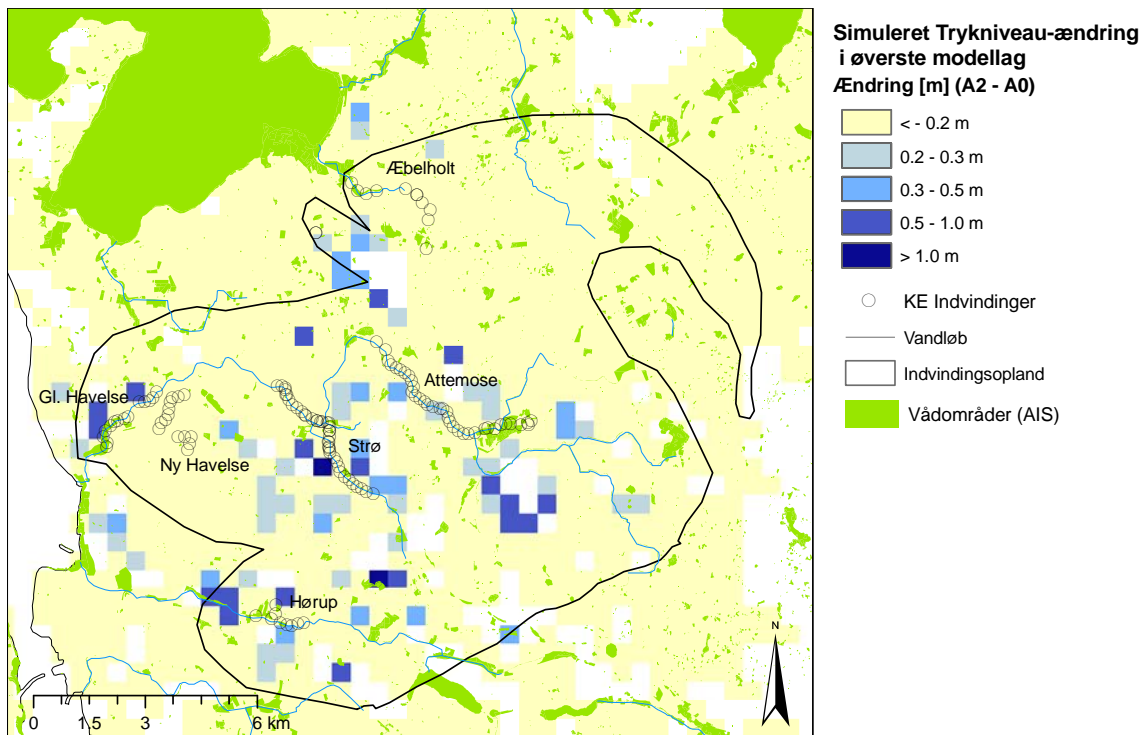 Simuleret Trykniveau-ændring
i øverste modellag
Ændring [m] (A2 - A0)
< - 0.2 m
0.2 - 0.3 m
0.3 - 0.5 m
0.5 - 1.0 m
> 1.0 m
KE Indvindinger
Vandløb
Indvindingsopland
Vådområder (AIS)
Æbelholt
Attemose
Gl. Havelse
Strø
Ny Havelse
Hørup
N
0 1.5 3 6 km